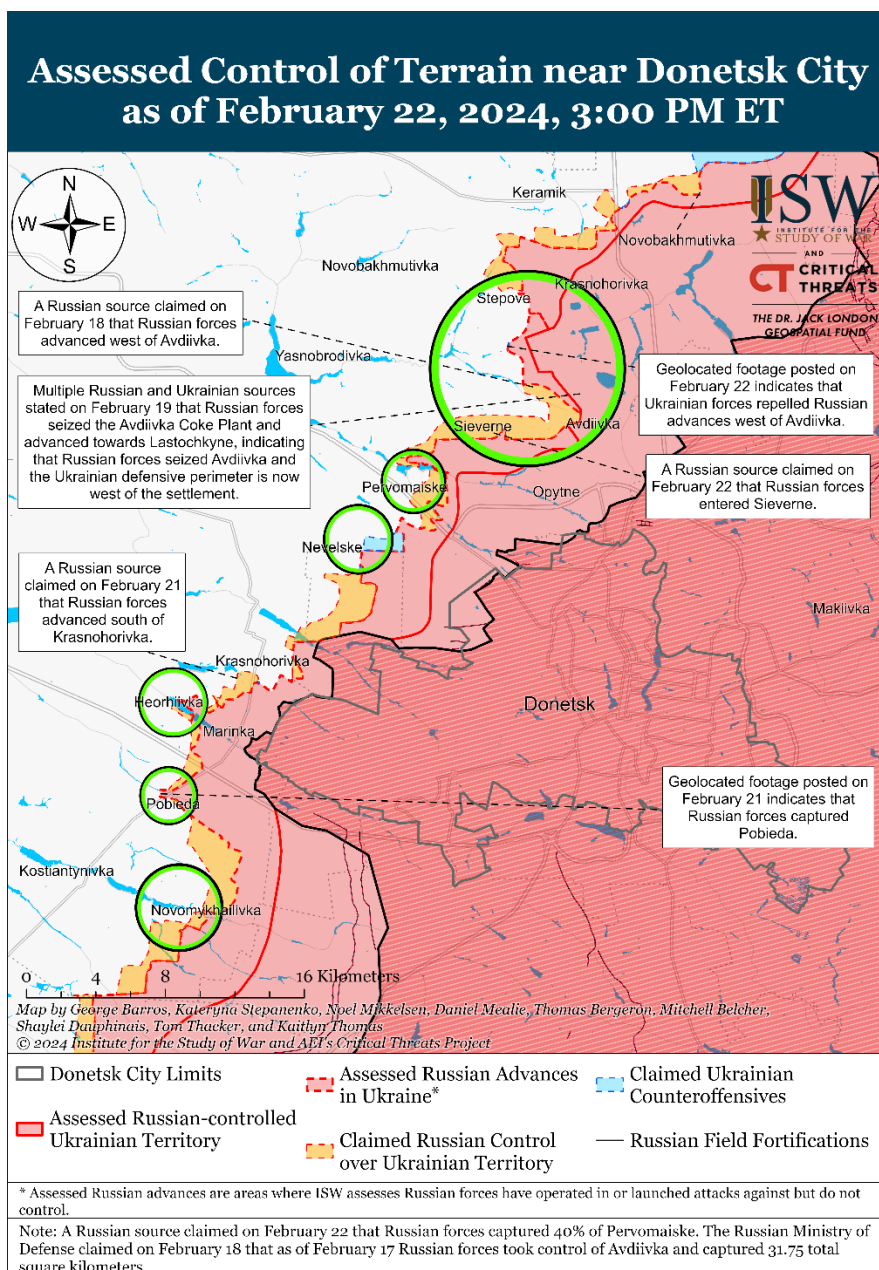 Assessed Control of Terrain near Donetsk City
as of February 22, 2024, 3:00 PM ET
N
W
E
S
Keramik
Novobakhmutivka
Novobakhmutivka
Krasnohorivka
Stepove
ISW
INSTITUTE FOR THE
STUDY OF WAR
AND
CT CRITICAL
THREATS
THE DR. JACK LONDON
GEOSPATIAL FUND
A Russian source claimed on
February 18 that Russian forces
advanced west of Avdiivka.
Yasnobrodivka
Multiple Russian and Ukrainian sources
stated on February 19 that Russian forces
seized the Avdiivka Coke Plant and
advanced towards Lastochkyne, indicating
that Russian forces seized Avdiivka and
the Ukrainian defensive perimeter is now
west of the settlement.
Geolocated footage posted on
February 22 indicates that
Ukrainian forces repelled Russian
advances west of Avdiivka.
Sieverne
Avdiivka
A Russian source claimed on
February 22 that Russian forces
entered Sieverne.
Pervomaiske
Opytne
Nevelske
A Russian source
claimed on February 21
that Russian forces
advanced south of
Krasnohorivka.
Makiivka
Krasnohorivka
Heorhiivka
Donetsk
Marinka
Pobieda
Geolocated footage posted on
February 21 indicates that
Russian forces captured
Pobieda.
Kostiantynivka
Novomykhailivka
0 4 8 16 Kilometers
Map by George Barros, Kateryna Stepanenko, Noel Mikkelsen, Daniel Mealie, Thomas Bergeron, Mitchell Belcher,
Shaylei Dauphinais, Tom Thacker, and Kaitlyn Thomas
© 2024 Institute for the Study of War and AEI's Critical Threats Project
Donetsk City Limits
Assessed Russian-controlled
Ukrainian Territory
Assessed Russian Advances
in Ukraine*
Claimed Russian Control
over Ukrainian Territory
Claimed Ukrainian
Counteroffensives
Russian Field Fortifications
* Assessed Russian advances are areas where ISW assesses Russian forces have operated in or launched attacks against but do not
control.
Note: A Russian source claimed on February 22 that Russian forces captured 40% of Pervomaiske. The Russian Ministry of
Defense claimed on February 18 that as of February 17 Russian forces took control of Avdiivka and captured 31.75 total
square kilometers